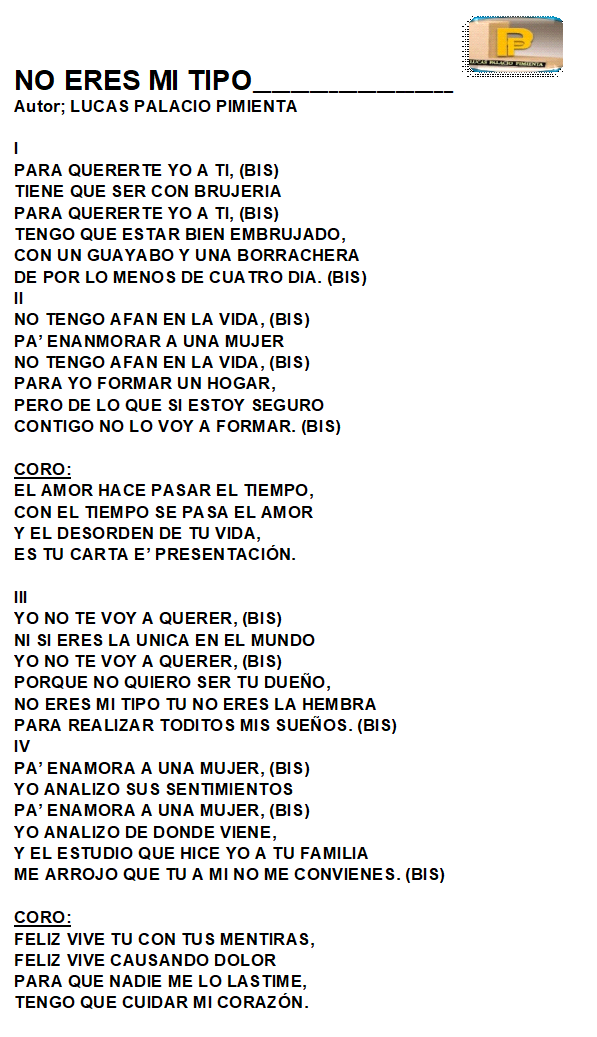 NO ERES MI TIPO___________________
Autor; LUCAS PALACIO PIMIENTA
PP
LUCAS PALACIO PIMIENTA
I
PARA QUERERTE YO A TI, (BIS)
TIENE QUE SER CON BRUJERIA
PARA QUERERTE YO A TI, (BIS)
TENGO QUE ESTAR BIEN EMBRUJADO,
CON UN GUAYABO Y UNA BORRACHERA
DE POR LO MENOS DE CUATRO DIA. (BIS)
II
NO TENGO AFAN EN LA VIDA, (BIS)
PA’ ENANMORAR A UNA MUJER
NO TENGO AFAN EN LA VIDA, (BIS)
PARA YO FORMAR UN HOGAR,
PERO DE LO QUE SI ESTOY SEGURO
CONTIGO NO LO VOY A FORMAR. (BIS)
CORO:
EL AMOR HACE PASAR EL TIEMPO,
CON EL TIEMPO SE PASA EL AMOR
Y EL DESORDEN DE TU VIDA,
ES TU CARTA E’ PRESENTACIÓN.
III
YO NO TE VOY A QUERER, (BIS)
NI SI ERES LA UNICA EN EL MUNDO
YO NO TE VOY A QUERER, (BIS)
PORQUE NO QUIERO SER TU DUEÑO,
NO ERES MI TIPO TU NO ERES LA HEMBRA
PARA REALIZAR TODITOS MIS SUEÑOS. (BIS)
IV
PA’ ENAMORA A UNA MUJER, (BIS)
YO ANALIZO SUS SENTIMIENTOS
PA’ ENAMORA A UNA MUJER, (BIS)
YO ANALIZO DE DONDE VIENE,
Y EL ESTUDIO QUE HICE YO A TU FAMILIA
ME ARROJO QUE TU A MI NO ME CONVIENES. (BIS)
CORO:
FELIZ VIVE TU CON TUS MENTIRAS,
FELIZ VIVE CAUSANDO DOLOR
PARA QUE NADIE ME LO LASTIME,
TENGO QUE CUIDAR MI CORAZÓN.